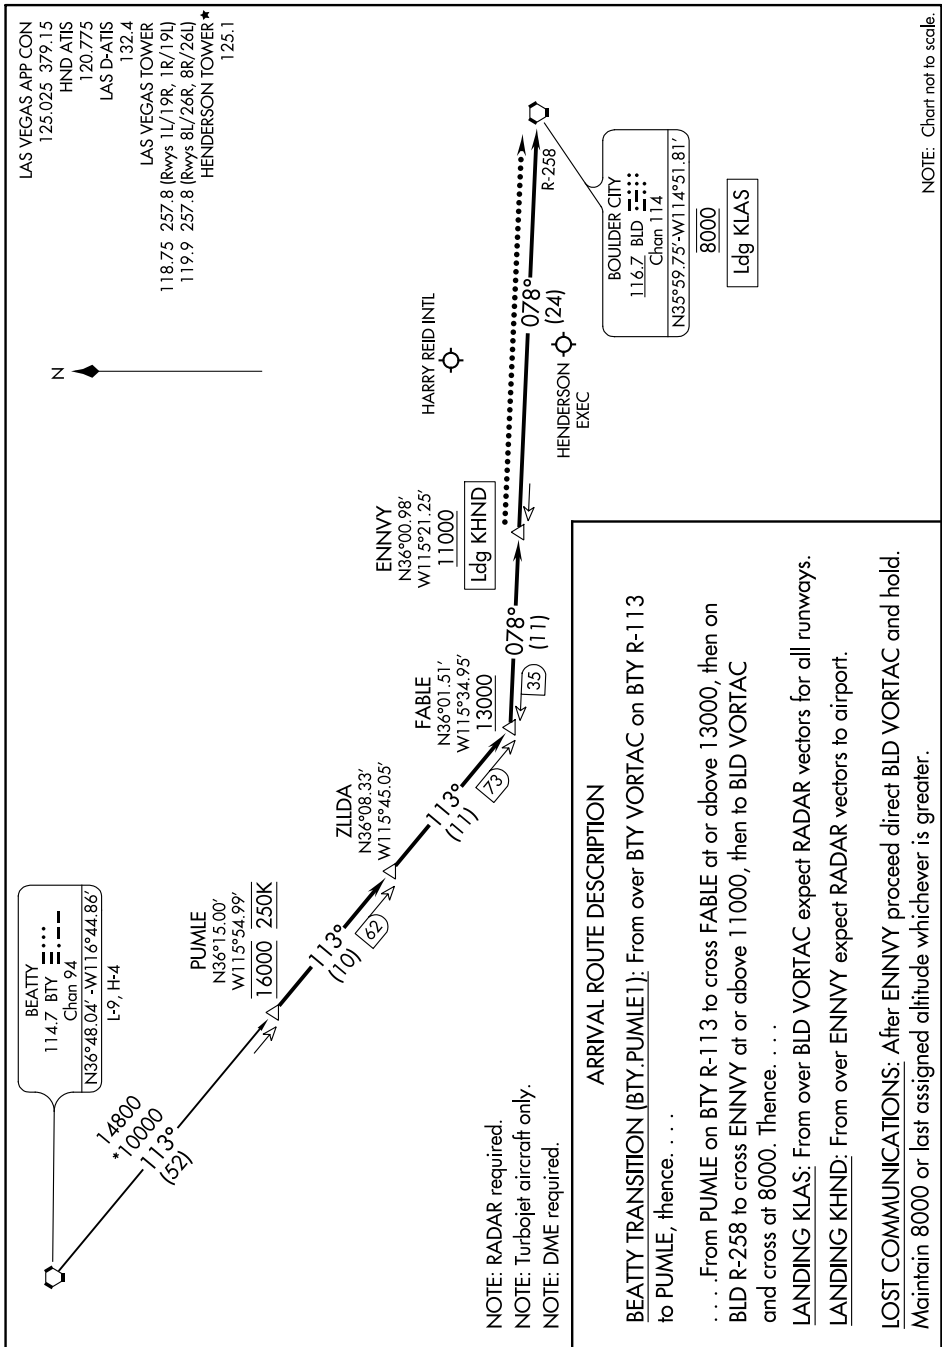 LAS VEGAS APP CON
125.025 379.15
HND ATIS
120.775
LAS D-ATIS
132.4
LAS VEGAS TOWER
118.75 257.8 (Rwys 1L/19R, 1R/19L)
119.9 257.8 (Rwys 8L/26R, 8R/26L)
HENDERSON TOWER★
125.1
N
BEATTY
114.7 BTY
Chan 94
N36°48.04'-W116°44.86'
L-9, H-4
14800
*10000
113°
(52)
PUMLE
N36°15.00'
W115°54.99'
16000 250K
113°
(10)
62
ZLLDA
N36°08.33'
W115°45.05'
113°
(11)
73
FABLE
N36°01.51'
W115°34.95'
13000
078°
(11)
35
ENNVY
N36°00.98'
W115°21.25'
11000
Ldg KHND
HARRY REID INTL
078°
(24)
R-258
HENDERSON
EXEC
BOULDER CITY
116.7 BLD
Chan 114
N35°59.75'-W114°51.81'
8000
Ldg KLAS
NOTE: RADAR required.
NOTE: Turbojet aircraft only.
NOTE: DME required.
ARRIVAL ROUTE DESCRIPTION
BEATTY TRANSITION (BTY.PUMLE1): From over BTY VORTAC on BTY R-113
to PUMLE, thence. . . .
. . . .From PUMLE on BTY R-113 to cross FABLE at or above 13000, then on
BLD R-258 to cross ENNVY at or above 11000, then to BLD VORTAC
and cross at 8000. Thence. . . .
LANDING KLAS: From over BLD VORTAC expect RADAR vectors for all runways.
LANDING KHND: From over ENNVY expect RADAR vectors to airport.
LOST COMMUNICATIONS: After ENNVY proceed direct BLD VORTAC and hold.
Maintain 8000 or last assigned altitude whichever is greater.
NOTE: Chart not to scale.